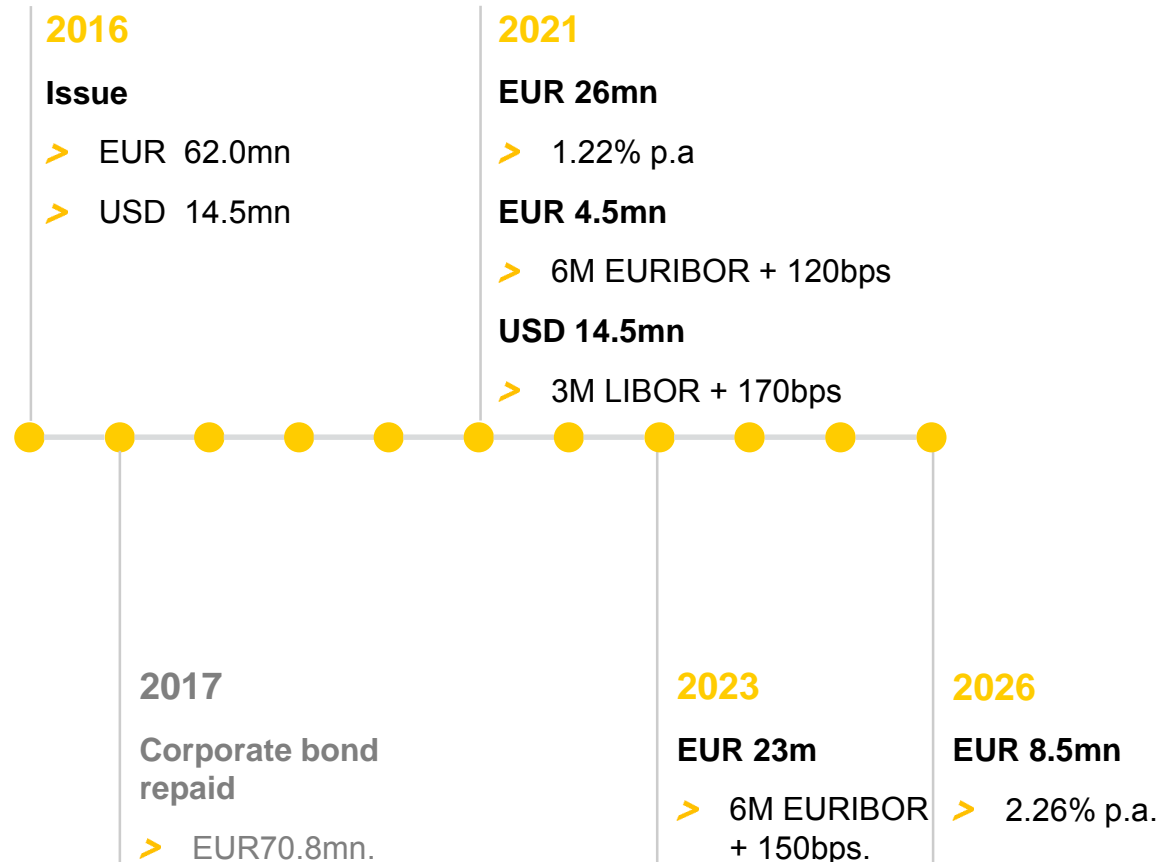 2016
Issue
> EUR 62.0mn
> USD 14.5mn
2021
EUR 26mn
> 1.22% p.a
EUR 4.5mn
> 6M EURIBOR + 120bps
USD 14.5mn
> 3M LIBOR + 170bps
2017
Corporate bond
repaid
> EUR70.8mn.
2023
EUR 23m
> 6M EURIBOR
+ 150bps.
2026
EUR 8.5mn
> 2.26% p.a.